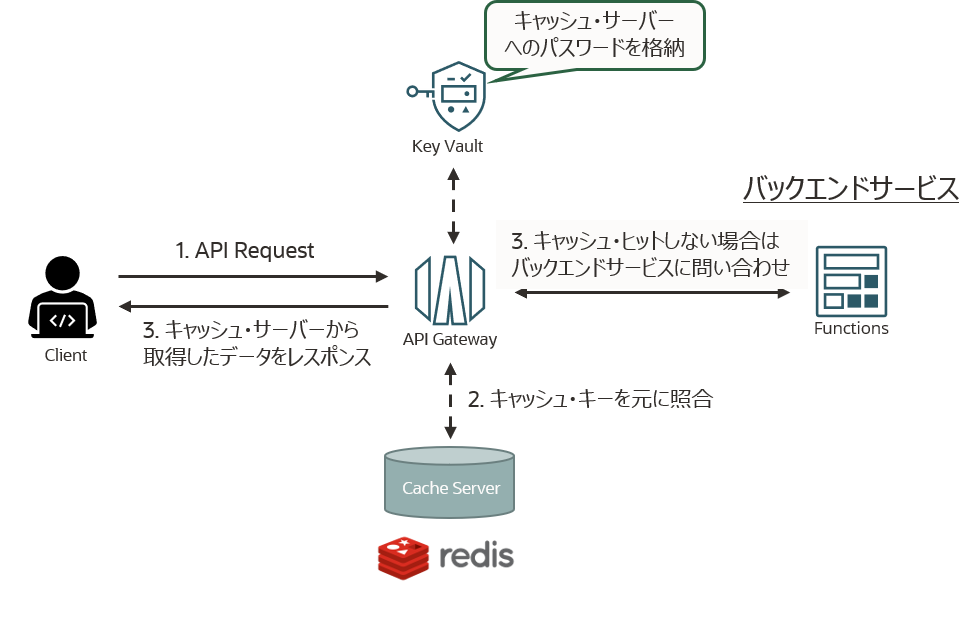 キャッシュ・サーバー
へのパスワードを格納
Key Vault
バックエンドサービス
1. API Request
3. キャッシュ・ヒットしない場合は
バックエンドサービスに問い合わせ
</>
Client
3. キャッシュ・サーバーから
取得したデータをレスポンス
API Gateway
Functions
2. キャッシュ・キーを元に照合
Cache Server
redis